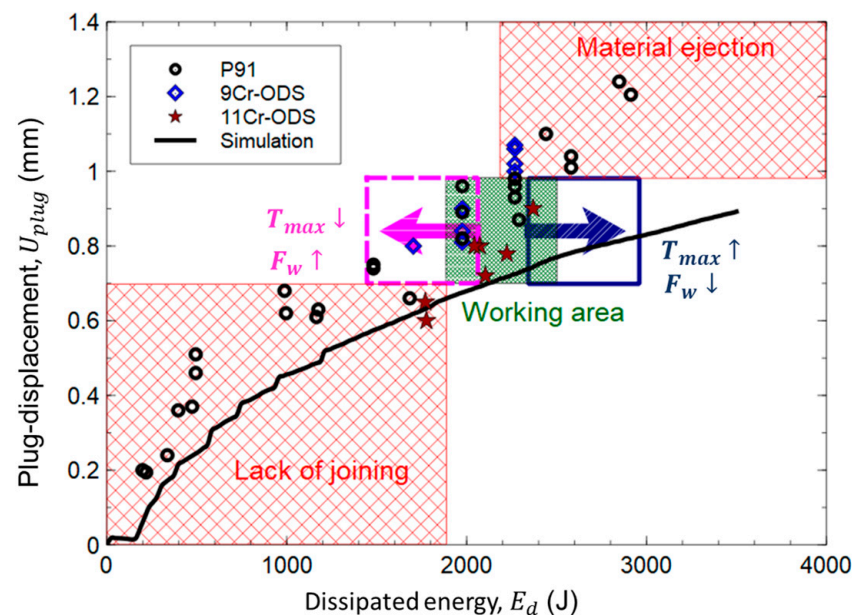 1.4
1.2
1
0.8
0.6
0.4
0.2
0
Plug-displacement, U_plug (mm)
P91
9Cr-ODS
11Cr-ODS
Simulation
Material ejection
T_max ↓
F_w ↑
T_max ↑
F_w ↓
Working area
Lack of joining
0 1000 2000 3000 4000
Dissipated energy, E_d (J)